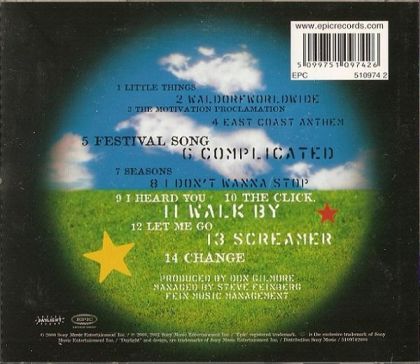 www.epicrecords.com
5 099751 097426
EPC 510974 2
1 LITTLE THINGS
2 WALDORFWORLDWIDE
3 THE MOTIVATION PROCLAMATION
4 EAST COAST ANTHEM
5 FESTIVAL SONG
6 COMPLICATED
7 SEASONS
8 I DON'T WANNA STOP
9 I HEARD YOU 10 THE CLICK.
11 WALK BY
12 LET ME GO
13 SCREAMER
14 CHANGE
PRODUCED BY DON GILMORE
MANAGED BY STEVE FEINBERG
FEIN MUSIC MANAGEMENT
DAYLIGHT
EPIC